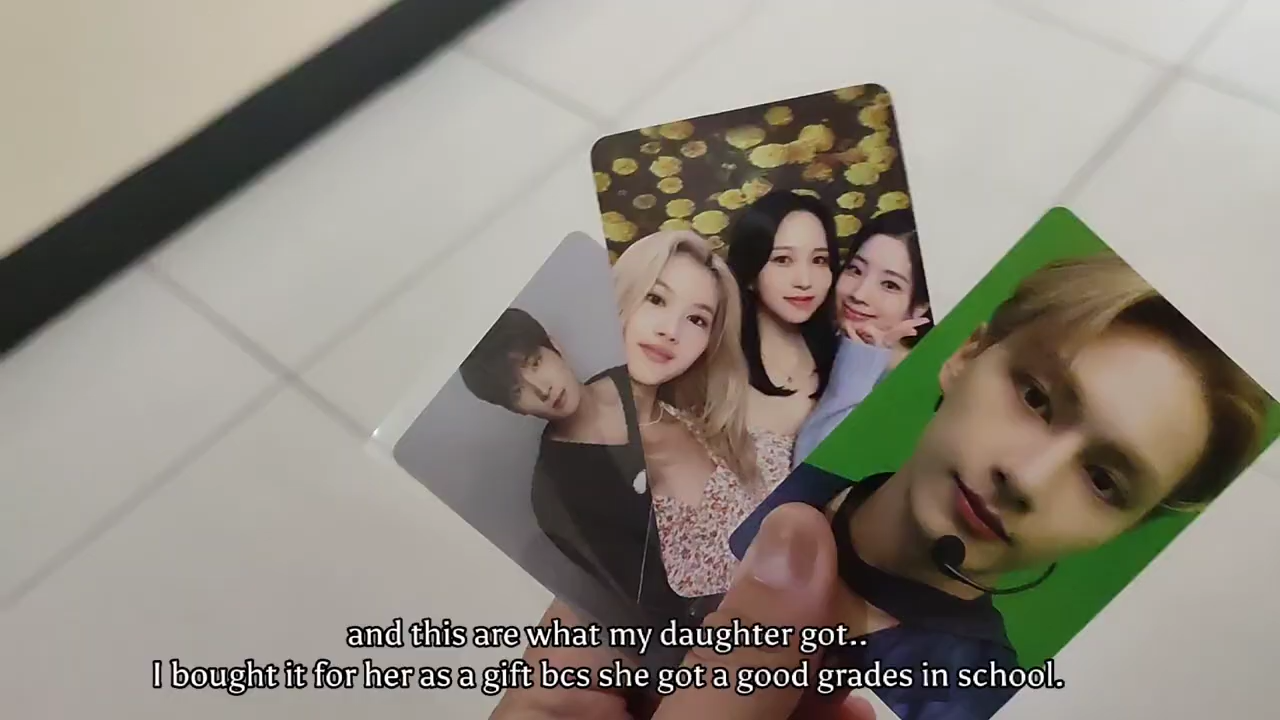 and this are what my daughter got..
I bought it for her as a gift bcs she got a good grades in school.